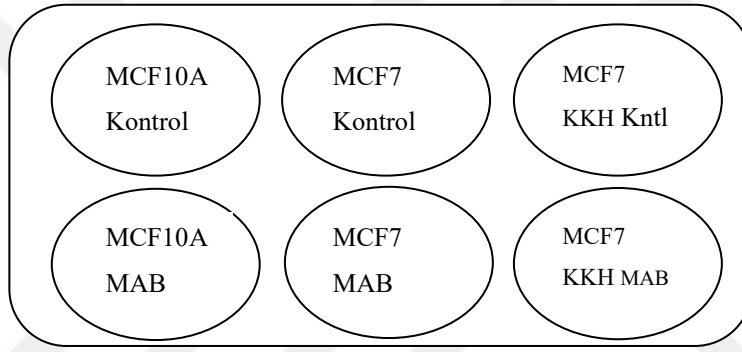 MCF10A
Kontrol
MCF7
Kontrol
MCF7
KKH Kntl
MCF10A
MAB
MCF7
MAB
MCF7
KKH MAB